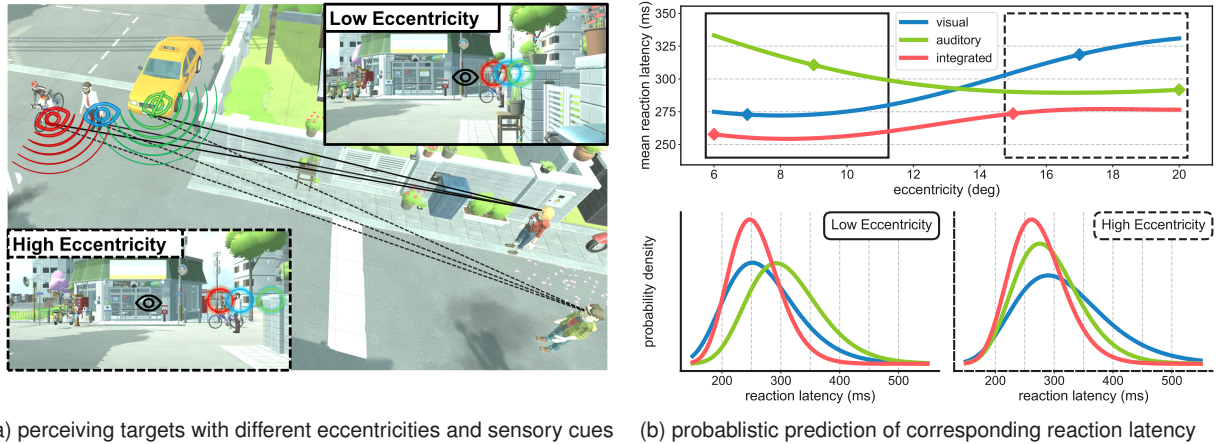 Low Eccentricity
High Eccentricity
mean reaction latency (ms)
350
325
300
275
250
visual
auditory
integrated
6
8
10
12
14
16
18
20
eccentricity (deg)
probability density
Low Eccentricity
200
300
400
500
reaction latency (ms)
High Eccentricity
200
300
400
500
reaction latency (ms)
) perceiving targets with different eccentricities and sensory cues
(b) probablistic prediction of corresponding reaction latency